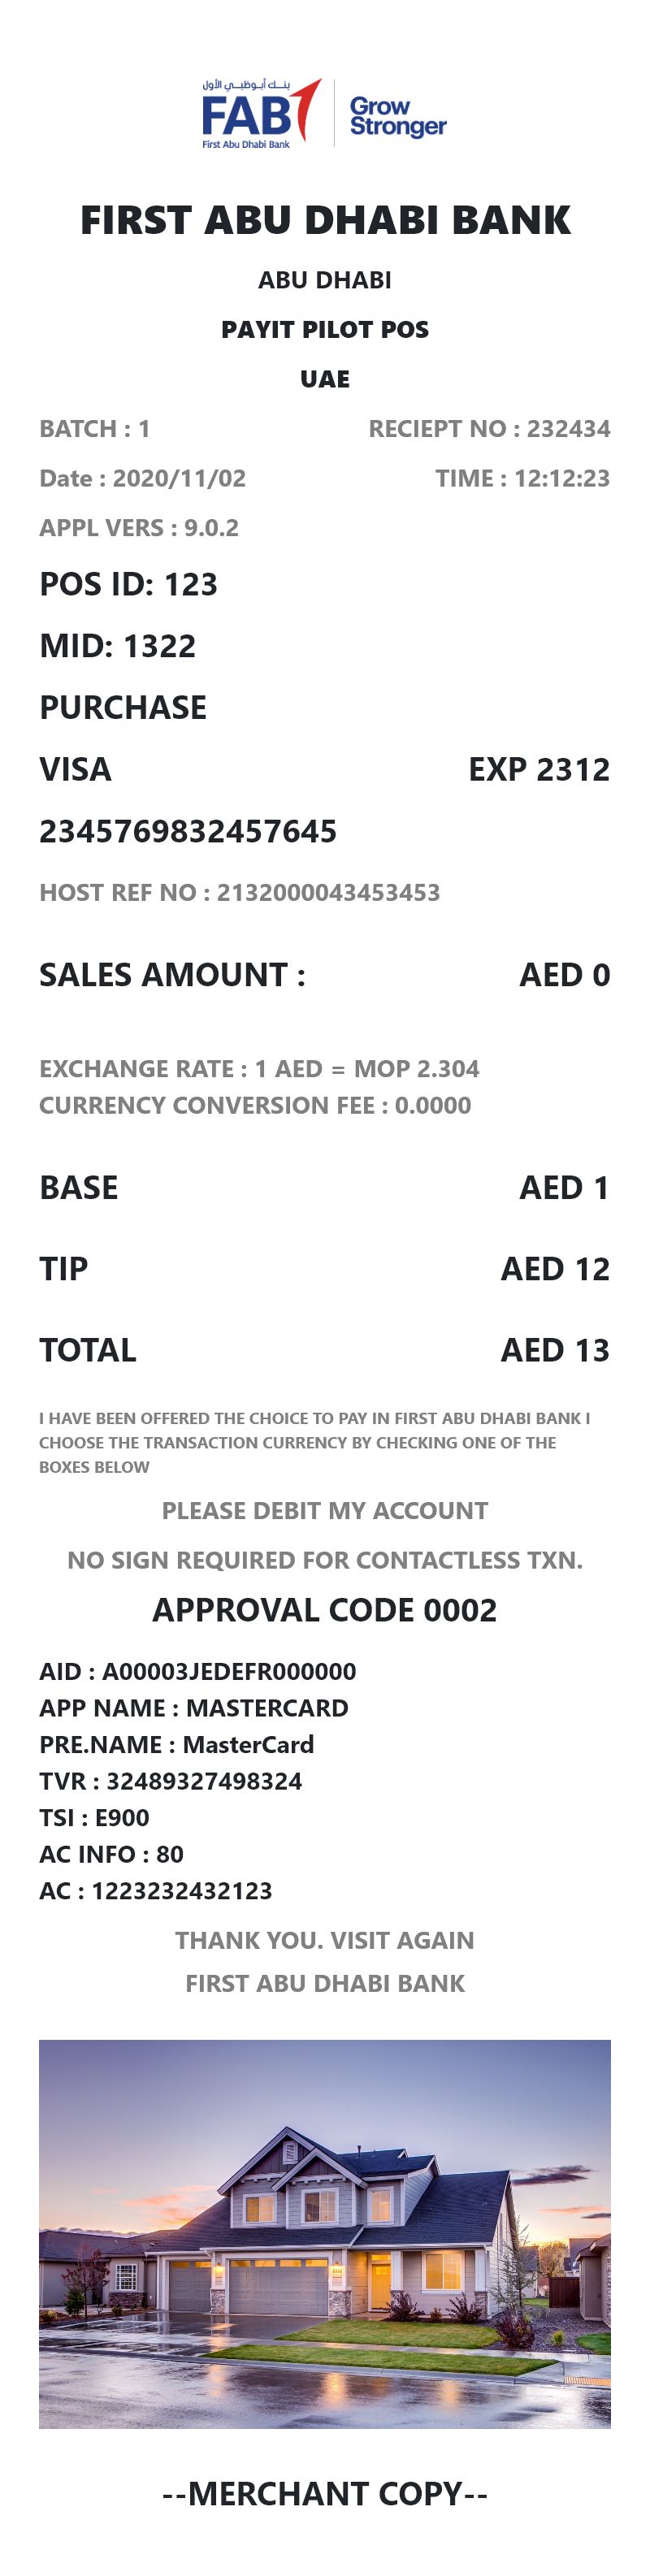 بنك أبوظبي الأول
FAB
First Abu Dhabi Bank
Grow
Stronger
FIRST ABU DHABI BANK
ABU DHABI
PAYIT PILOT POS
UAE
BATCH : 1 RECIEPT NO : 232434
Date : 2020/11/02 TIME : 12:12:23
APPL VERS : 9.0.2
POS ID: 123
MID: 1322
PURCHASE
VISA EXP 2312
2345769832457645
HOST REF NO : 2132000043453453
SALES AMOUNT : AED 0
EXCHANGE RATE : 1 AED = MOP 2.304
CURRENCY CONVERSION FEE : 0.0000
BASE AED 1
TIP AED 12
TOTAL AED 13
I HAVE BEEN OFFERED THE CHOICE TO PAY IN FIRST ABU DHABI BANK I
CHOOSE THE TRANSACTION CURRENCY BY CHECKING ONE OF THE
BOXES BELOW
PLEASE DEBIT MY ACCOUNT
NO SIGN REQUIRED FOR CONTACTLESS TXN.
APPROVAL CODE 0002
AID : A00003JEDEFR000000
APP NAME : MASTERCARD
PRE.NAME : MasterCard
TVR : 32489327498324
TSI : E900
AC INFO : 80
AC : 1223232432123
THANK YOU. VISIT AGAIN
FIRST ABU DHABI BANK
--MERCHANT COPY--